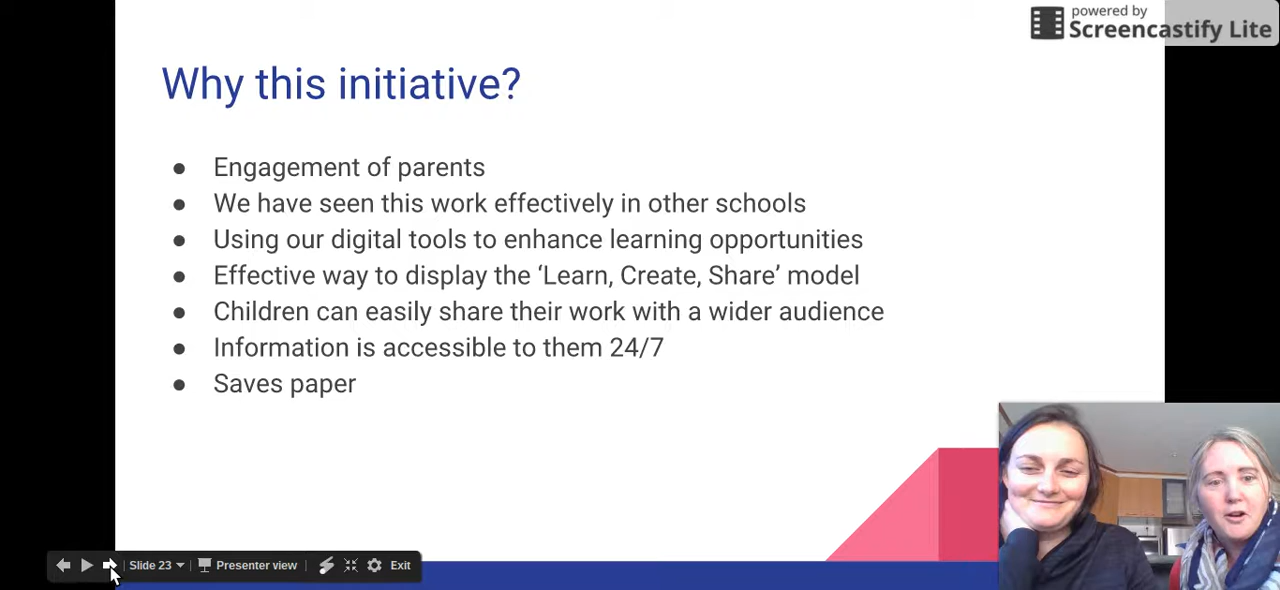 powered by
Screencastify Lite
Why this initiative?
● Engagement of parents
● We have seen this work effectively in other schools
● Using our digital tools to enhance learning opportunities
● Effective way to display the ‘Learn, Create, Share’ model
● Children can easily share their work with a wider audience
● Information is accessible to them 24/7
● Saves paper
Slide 23 Presenter view Exit